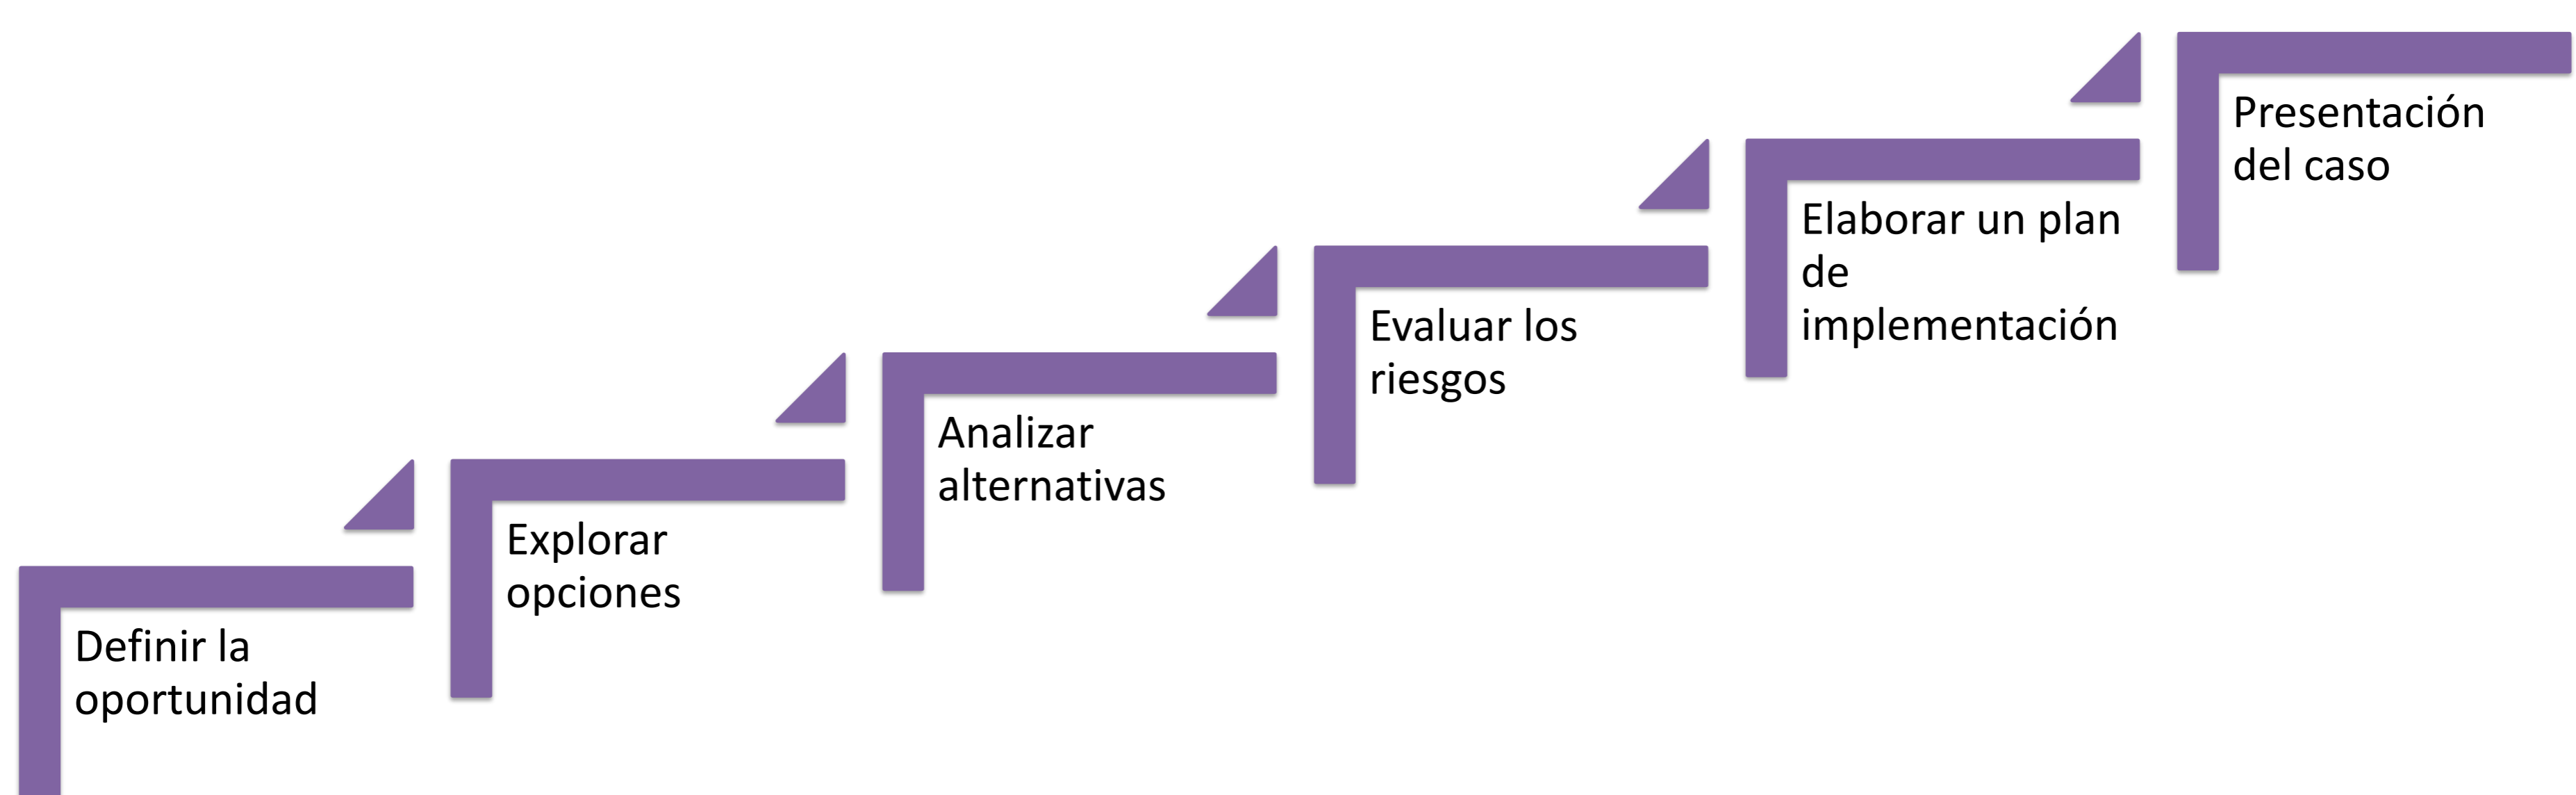 Definir la
oportunidad
Explorar
opciones
Analizar
alternativas
Evaluar los
riesgos
Elaborar un plan
de
implementación
Presentación
del caso